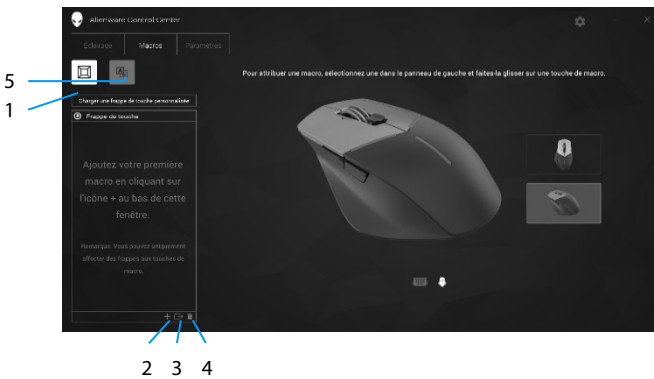 Alienware Control Center
Éclairage Macros Paramètres
5
1
Pour attribuer une macro, sélectionnez une dans le panneau de gauche et faites-la glisser sur une touche de macro.
Charger une frappe de touche personnalisée
Frappe de touche
Ajoutez votre première
macro en cliquant sur
l'icône + au bas de cette
fenêtre.
Remarque: Vous pouvez uniquement
affecter des frappes aux touches de
macro.
2 3 4